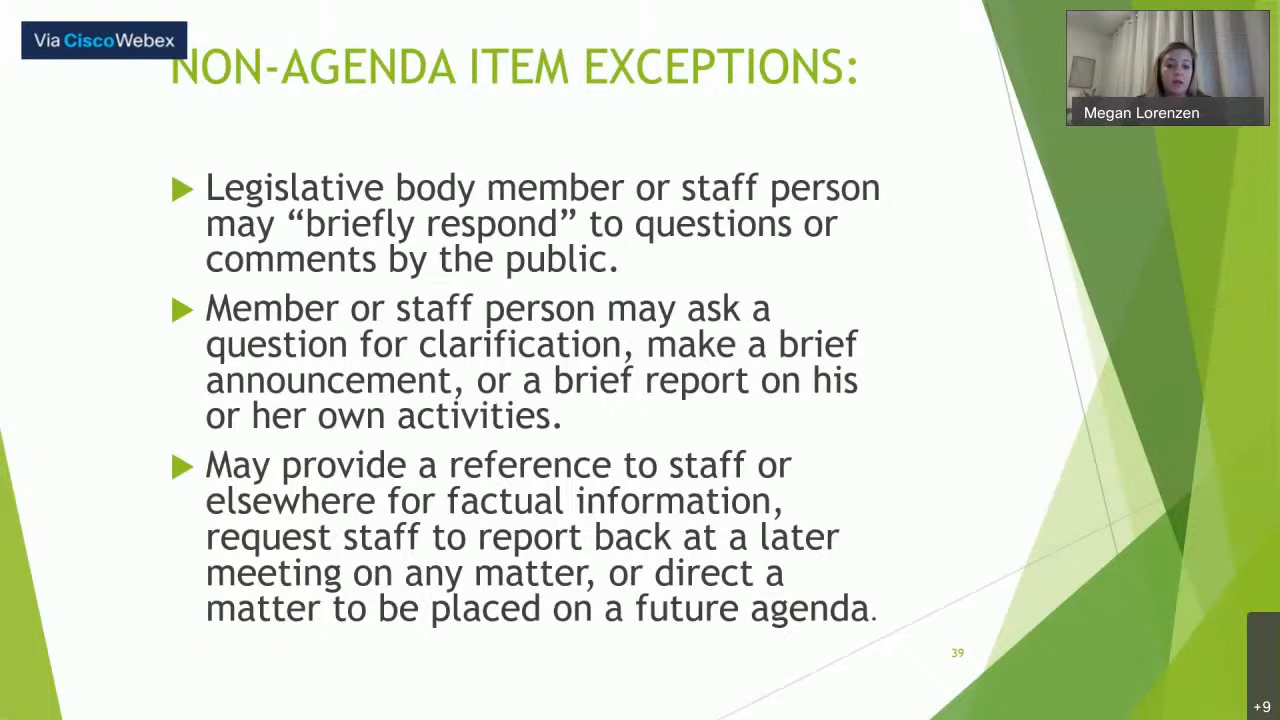 Via CiscoWebex
NON-AGENDA ITEM EXCEPTIONS:
Megan Lorenzen
Legislative body member or staff person
may “briefly respond” to questions or
comments by the public.
Member or staff person may ask a
question for clarification, make a brief
announcement, or a brief report on his
or her own activities.
May provide a reference to staff or
elsewhere for factual information,
request staff to report back at a later
meeting on any matter, or direct a
matter to be placed on a future agenda.
39
+9